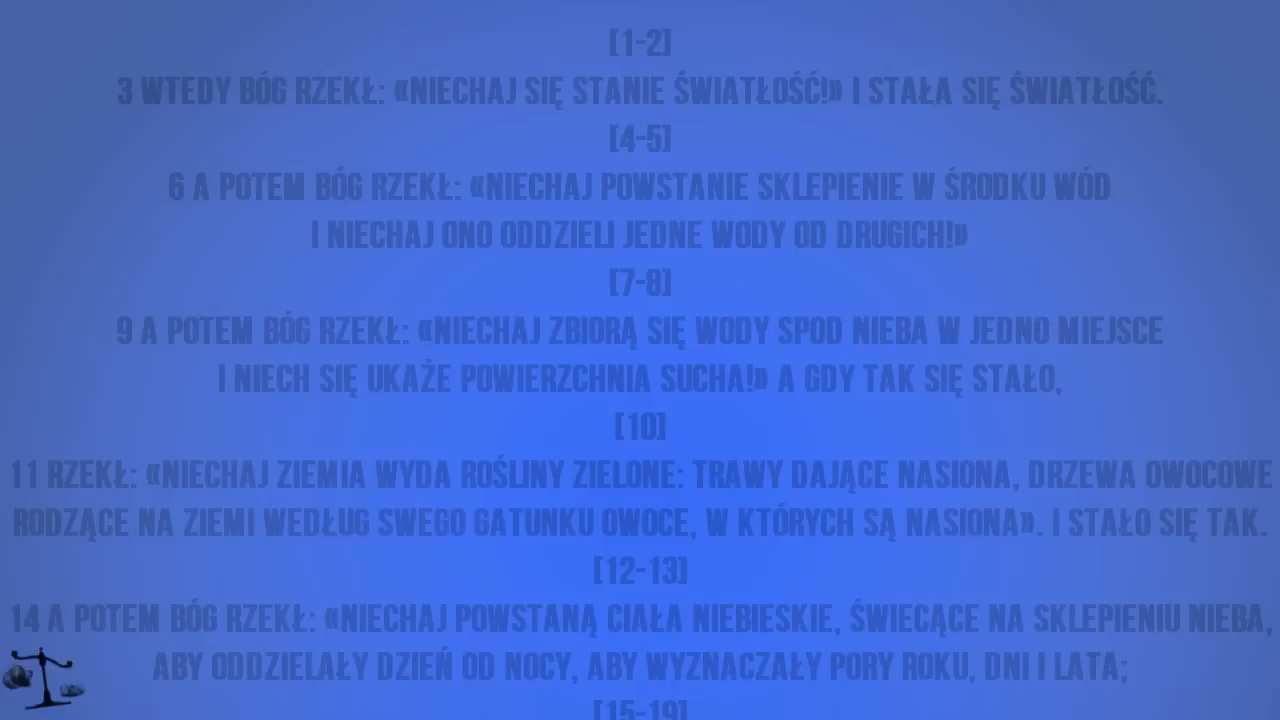 [1-2]
3 WTEDY BÓG RZEKŁ: «NIECHAJ SIĘ STANIE ŚWIATŁOŚĆ!» I STAŁA SIĘ ŚWIATŁOŚĆ.
[4-5]
6 A POTEM BÓG RZEKŁ: «NIECHAJ POWSTANIE SKLEPIENIE W ŚRODKU WÓD
I NIECHAJ ONO ODDZIELI JEDNE WODY OD DRUGICH!»
[7-8]
9 A POTEM BÓG RZEKŁ: «NIECHAJ ZBIORĄ SIĘ WODY SPOD NIEBA W JEDNO MIEJSCE
I NIECH SIĘ UKAŻE POWIERZCHNIA SUCHA!» A GDY TAK SIĘ STAŁO,
[10]
11 RZEKŁ: «NIECHAJ ZIEMIA WYDA ROŚLINY ZIELONE: TRAWY DAJĄCE NASIONA, DRZEWA OWOCOWE
RODZĄCE NA ZIEMI WEDŁUG SWEGO GATUNKU OWOCE, W KTÓRYCH SĄ NASIONA». I STAŁO SIĘ TAK.
[12-13]
14 A POTEM BÓG RZEKŁ: «NIECHAJ POWSTANĄ CIAŁA NIEBIESKIE, ŚWIECĄCE NA SKLEPIENIU NIEBA,
ABY ODDZIELAŁY DZIEŃ OD NOCY, ABY WYZNACZAŁY PORY ROKU, DNI I LATA;
[15-19]